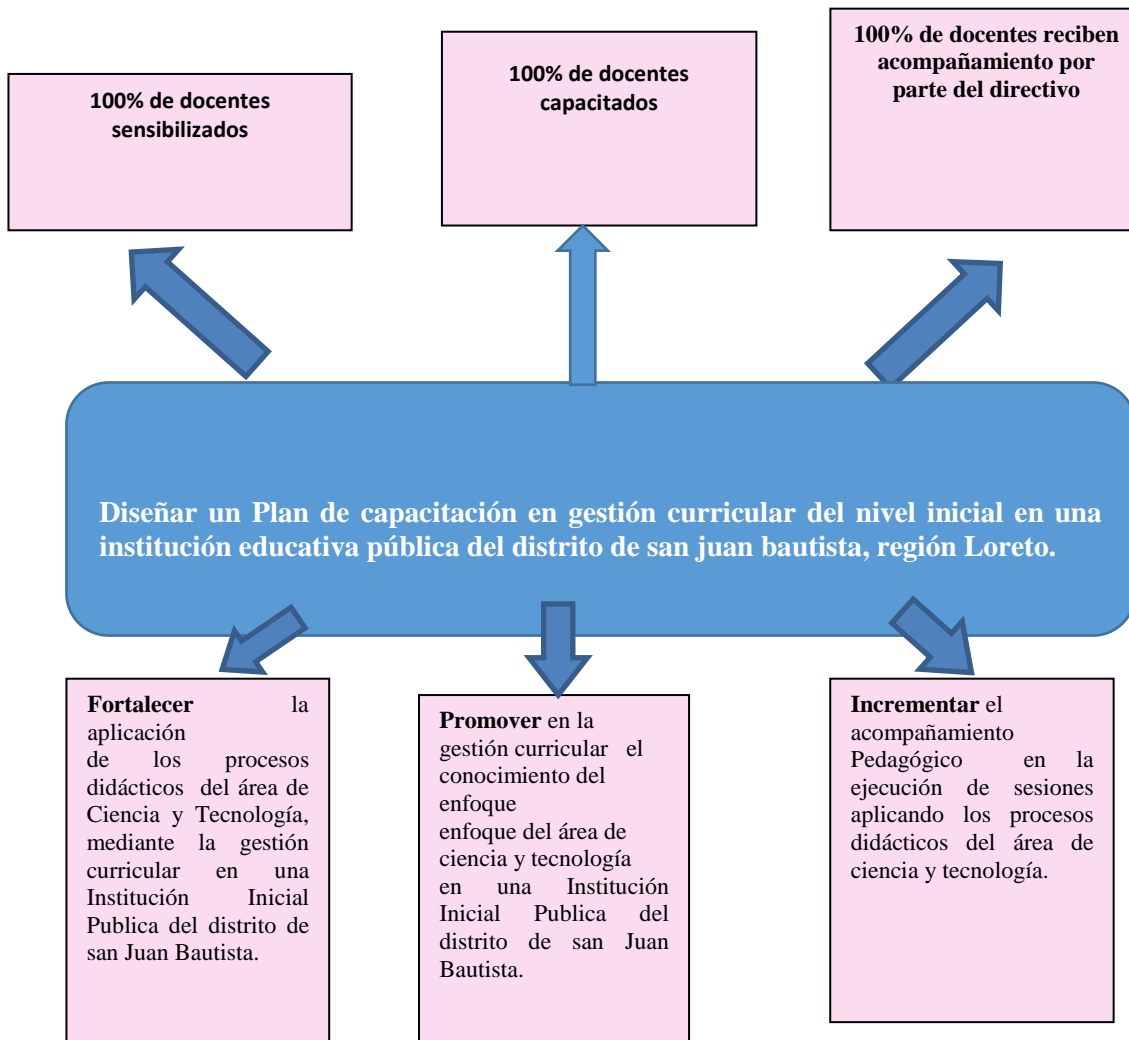 100% de docentes
sensibilizados
100% de docentes
capacitados
100% de docentes reciben
acompañamiento por
parte del directivo
Diseñar un Plan de capacitación en gestión curricular del nivel inicial en una
institución educativa pública del distrito de san juan bautista, región Loreto.
Fortalecer la
aplicación
de los procesos
didácticos del área de
Ciencia y Tecnología,
mediante la gestión
curricular en una
Institución Inicial
Publica del distrito de
san Juan Bautista.
Promover en la
gestión curricular el
conocimiento del
enfoque
enfoque del área de
ciencia y tecnología
en una Institución
Inicial Publica del
distrito de san Juan
Bautista.
Incrementar el
acompañamiento
Pedagógico en la
ejecución de sesiones
aplicando los procesos
didácticos del área de
ciencia y tecnología.